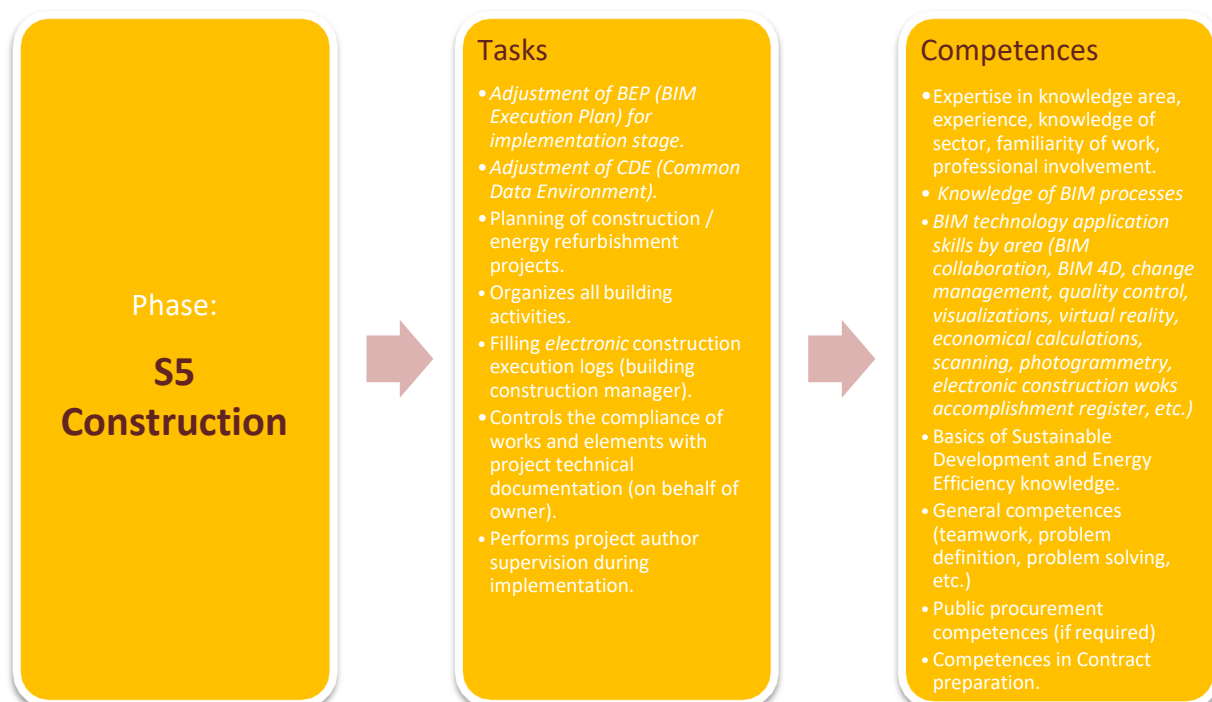 Phase:
S5
Construction
Tasks
• Adjustment of BEP (BIM
Execution Plan) for
implementation stage.
• Adjustment of CDE (Common
Data Environment).
• Planning of construction /
energy refurbishment
projects.
• Organizes all building
activities.
• Filling electronic construction
execution logs (building
construction manager).
• Controls the compliance of
works and elements with
project technical
documentation (on behalf of
owner).
• Performs project author
supervision during
implementation.
Competences
• Expertise in knowledge area,
experience, knowledge of
sector, familiarity of work,
professional involvement.
• Knowledge of BIM processes
• BIM technology application
skills by area (BIM
collaboration, BIM 4D, change
management, quality control,
visualizations, virtual reality,
economical calculations,
scanning, photogrammetry,
electronic construction woks
accomplishment register, etc.)
• Basics of Sustainable
Development and Energy
Efficiency knowledge.
• General competences
(teamwork, problem
definition, problem solving,
etc.)
• Public procurement
competences (if required)
• Competences in Contract
preparation.